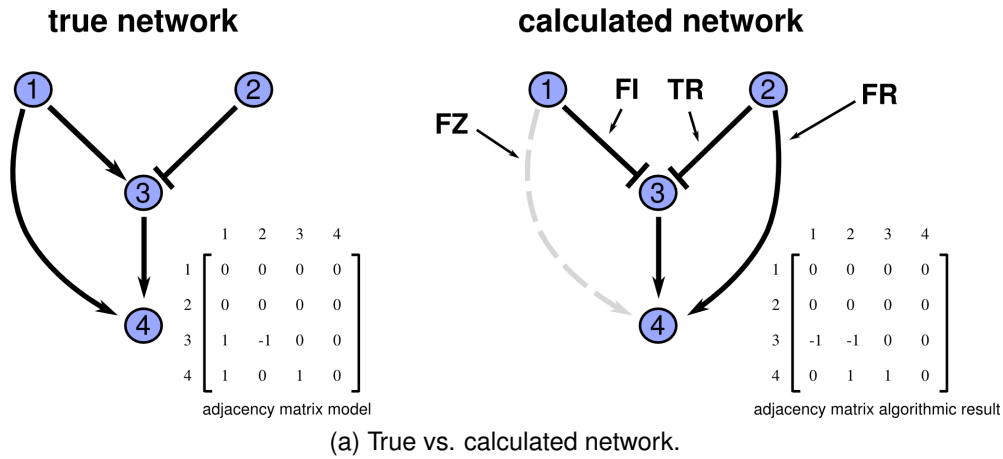 true network
calculated network
1
2
1
2
FI
TR
FR
FZ
3
3
1 2 3 4
1 0 0 0 0
2 0 0 0 0
3 1 -1 0 0
4 1 0 1 0
4
adjacency matrix model
1 2 3 4
1 0 0 0 0
2 0 0 0 0
3 -1 -1 0 0
4 0 1 1 0
4
adjacency matrix algorithmic result
(a) True vs. calculated network.